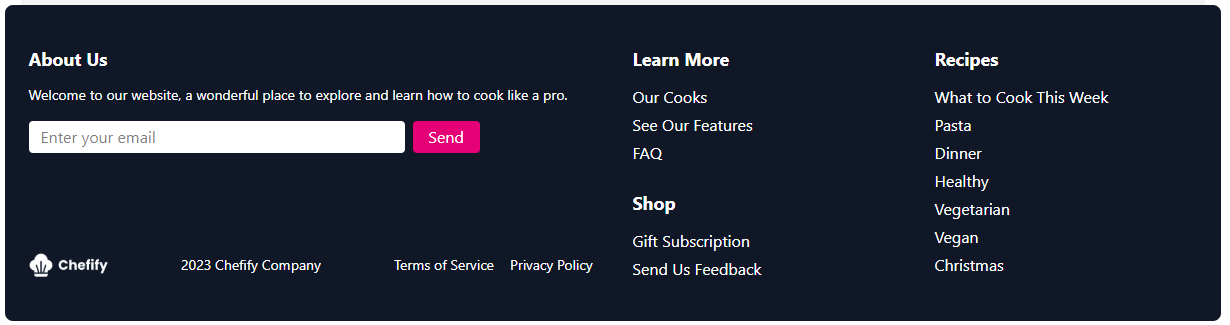 About Us
Welcome to our website, a wonderful place to explore and learn how to cook like a pro.
Enter your email
Send
Chefify
2023 Chefify Company
Terms of Service
Privacy Policy
Learn More
Our Cooks
See Our Features
FAQ
Shop
Gift Subscription
Send Us Feedback
Recipes
What to Cook This Week
Pasta
Dinner
Healthy
Vegetarian
Vegan
Christmas